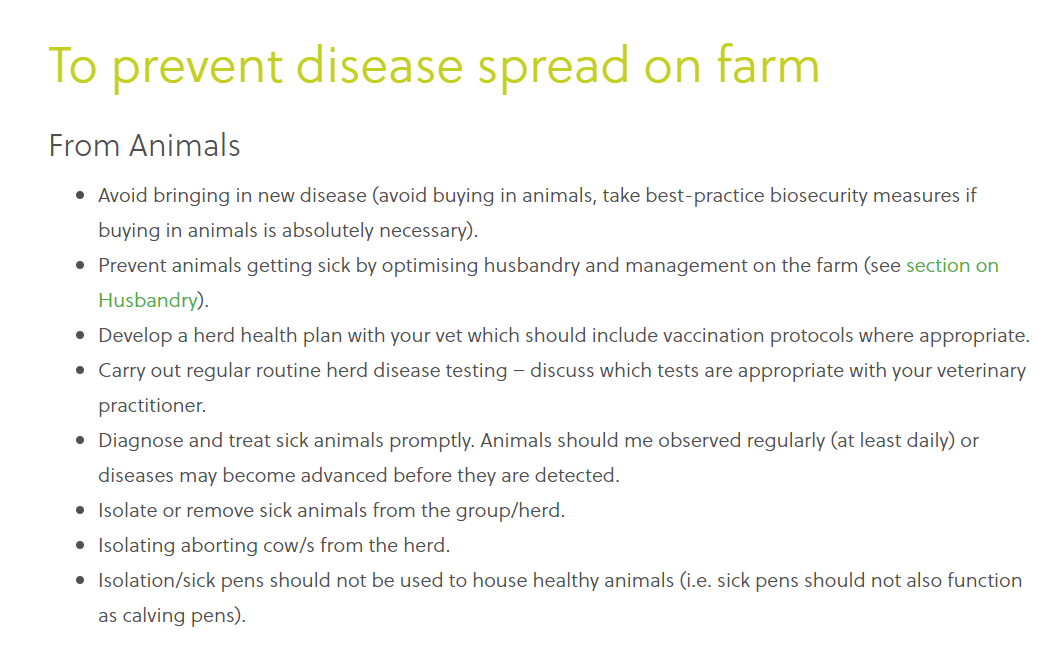 To prevent disease spread on farm
From Animals
• Avoid bringing in new disease (avoid buying in animals, take best-practice biosecurity measures if
buying in animals is absolutely necessary).
• Prevent animals getting sick by optimising husbandry and management on the farm (see section on
Husbandry).
• Develop a herd health plan with your vet which should include vaccination protocols where appropriate.
• Carry out regular routine herd disease testing – discuss which tests are appropriate with your veterinary
practitioner.
• Diagnose and treat sick animals promptly. Animals should me observed regularly (at least daily) or
diseases may become advanced before they are detected.
• Isolate or remove sick animals from the group/herd.
• Isolating aborting cow/s from the herd.
• Isolation/sick pens should not be used to house healthy animals (i.e. sick pens should not also function
as calving pens).